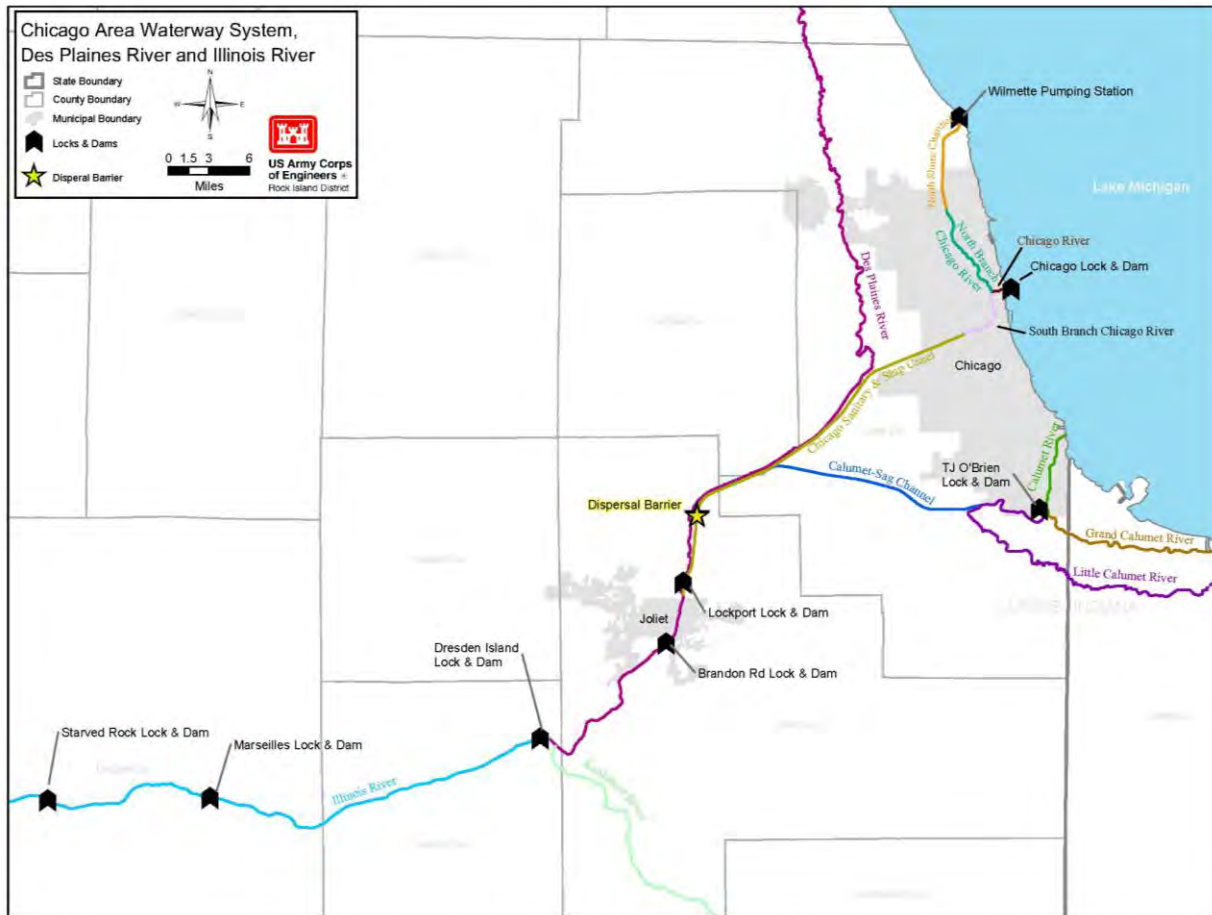 Chicago Area Waterway System,
Des Plaines River and Illinois River
State Boundary
County Boundary
Municipal Boundary
Locks & Dams
Disperal Barrier
N
W
E
S
0 1.5 3 6
Miles
US Army Corps
of Engineers
Rock Island District
Wilmette Pumping Station
North Shore Channel
Lake Michigan
North Branch
Chicago River
Chicago River
Chicago Lock & Dam
Des Plaines River
South Branch Chicago River
Chicago
Chicago Sanitary & Ship
Calumet River
TJ O'Brien
Lock & Dam
Calumet-Sag Channel
Dispersal Barrier
Grand Calumet River
Little Calumet River
INDIANA
Lockport Lock & Dam
Joliet
Dresden Island
Lock & Dam
Brandon Rd Lock & Dam
Starved Rock Lock & Dam
Marseilles Lock & Dam
Illinois River
Kankakee River